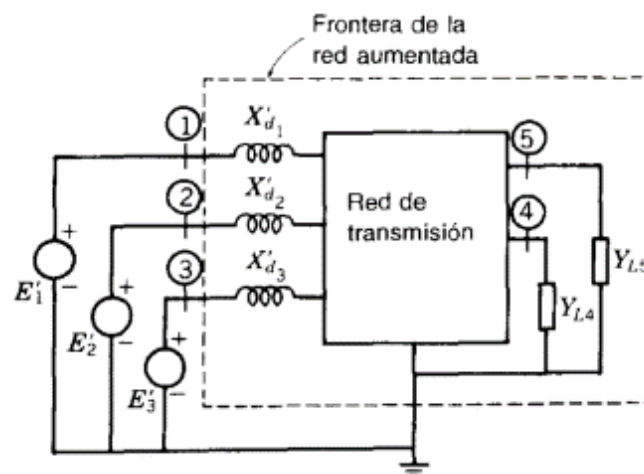 Frontera de la
red aumentada
1
X'd1
5
2
X'd2
Red de
transmisión
4
3
X'd3
+
-
E'1
+
-
E'2
+
-
E'3
YL4
YL5